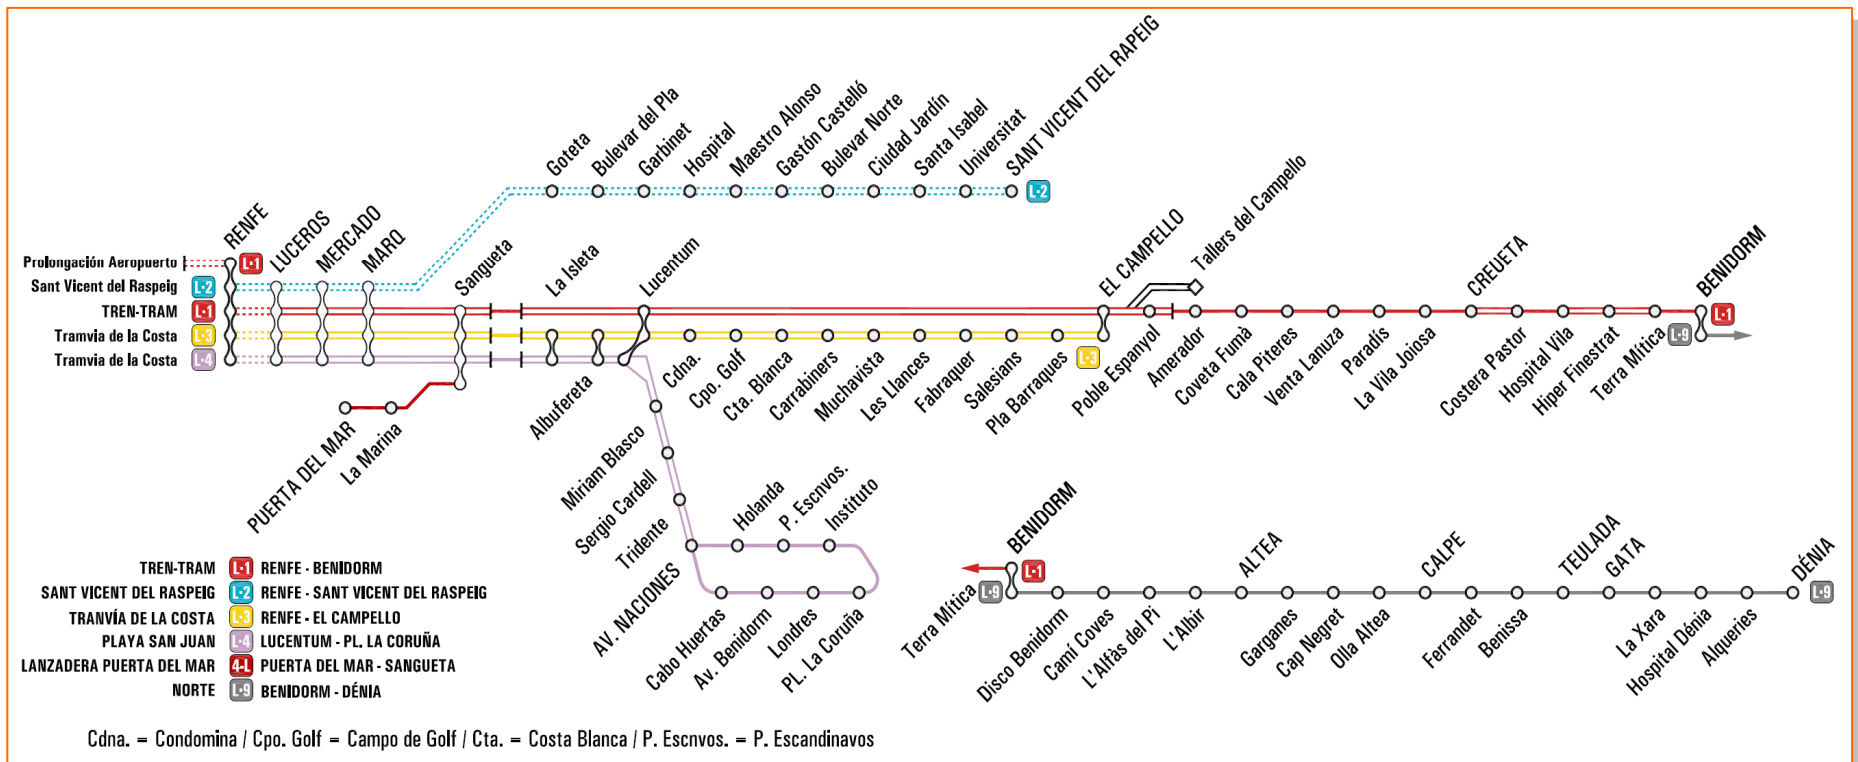 Goteta
Bulevar del Pla
Garbinet
Hospital
Maestro Alonso
Gastón Castelló
Bulevar Norte
Ciudad Jardín
Santa Isabel
Universitat
SANT VICENT DEL RAPEIG
L-2
RENFE
LUCEROS
MERCADO
MARQ
Sangueta
La Isleta
Lucentum
EL CAMPELLO
Tallers del Campello
CREUETA
BENIDORM
Prolongación Aeropuerto
L-1
Sant Vicent del Raspeig
L-2
TREN-TRAM
L-1
Tramvia de la Costa
L-3
Tramvia de la Costa
L-4
L-3
L-1
L-9
PUERTA DEL MAR
La Marina
Albufereta
Cdna.
Cpo. Golf
Cta. Blanca
Carrabiners
Muchavista
Les Llances
Fabraquer
Salesians
Pla Barraques
Poble Espanyol
Amerador
Coveta Fumà
Cala Piteres
Venta Lanuza
Paradís
La Vila Joiosa
Costera Pastor
Hospital Vila
Hiper Finestrat
Terra Mítica
Miriam Blasco
Sergio Cardell
Tridente
AV. NACIONES
Holanda
P. Escnvos.
Instituto
Cabo Huertas
Av. Benidorm
Londres
PL. La Coruña
BENIDORM
L-1
L-9
Terra Mítica
Disco Benidorm
Camí Coves
L'Alfàs del Pi
L'Albir
ALTEA
Garganes
Cap Negret
Olla Altea
CALPE
Ferrandet
Benissa
TEULADA
GATA
La Xara
Hospital Dénia
Alqueries
DÉNIA
L-9
TREN-TRAM L-1 RENFE - BENIDORM
SANT VICENT DEL RASPEIG L-2 RENFE - SANT VICENT DEL RASPEIG
TRANVÍA DE LA COSTA L-3 RENFE - EL CAMPELLO
PLAYA SAN JUAN L-4 LUCENTUM - PL. LA CORUÑA
LANZADERA PUERTA DEL MAR 4-L PUERTA DEL MAR - SANGUETA
NORTE L-9 BENIDORM - DÉNIA
Cdna. = Condomina / Cpo. Golf = Campo de Golf / Cta. = Costa Blanca / P. Escnvos. = P. Escandinavos